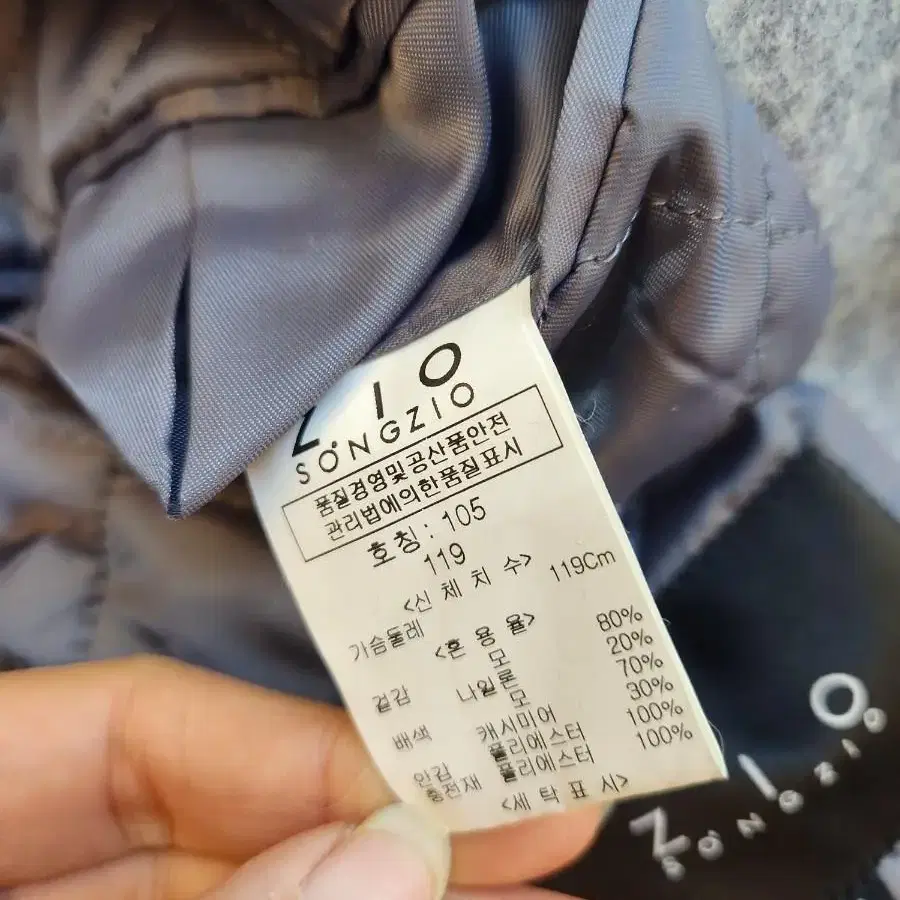 Z.IO
SONGZIO
품질경영및공산품안전
관리법에의한품질표시
호칭 : 105
119
<신 체 치 수>
가슴둘레 119Cm
<혼 용 율>
겉감 모 80%
나일론 20%
배색 모 70%
캐시미어 30%
안감 폴리에스터 100%
충전재 폴리에스터 100%
<세 탁 표 시>
Z.IO
SONGZIO